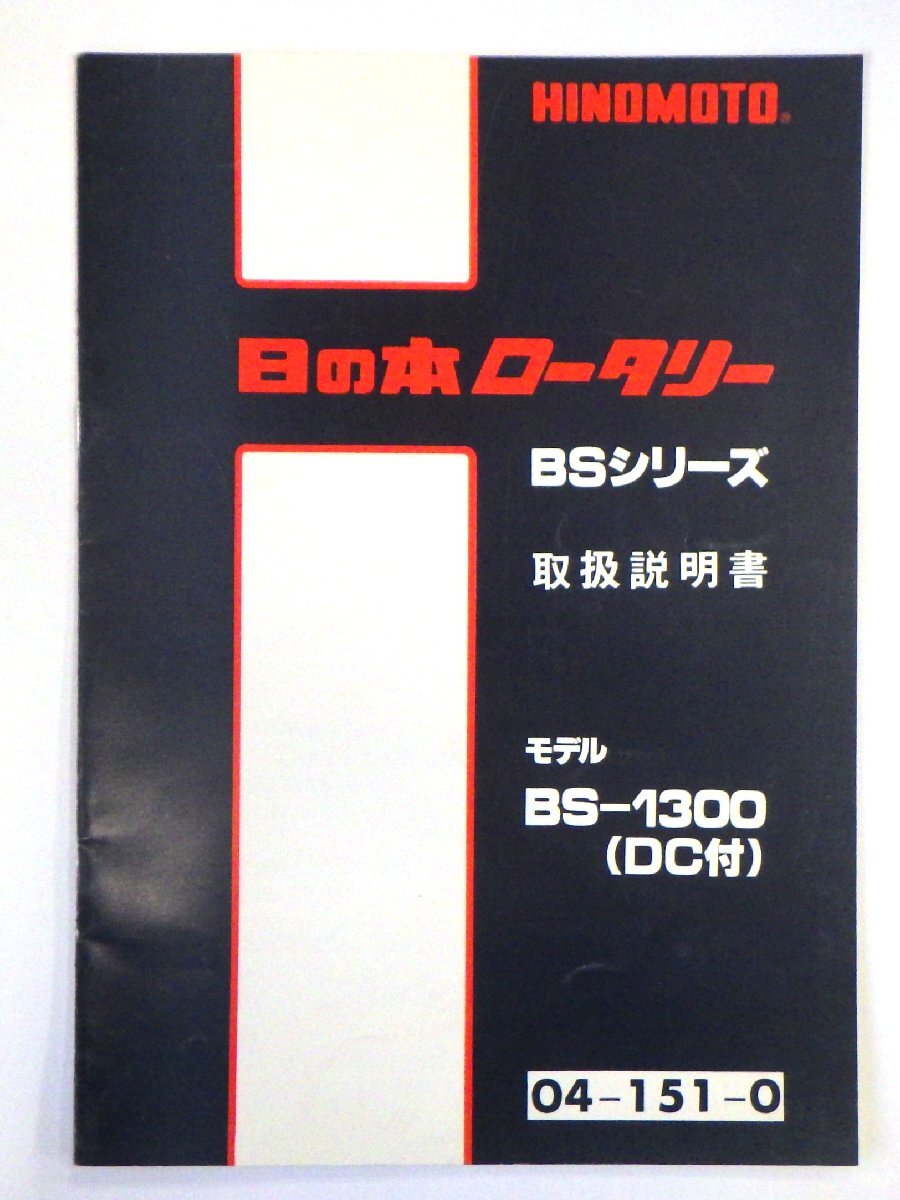 HINOMOTO®
日の本ロータリー
BSシリーズ
取扱説明書
モデル
BS-1300
(DC付)
04-151-0